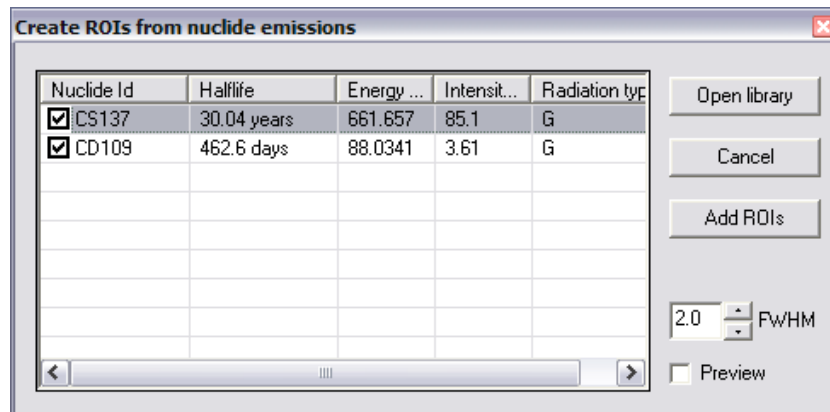 Create ROIs from nuclide emissions
Nuclide Id Halflife Energy ... Intensit... Radiation typ
CS137 30.04 years 661.657 85.1 G
CD109 462.6 days 88.0341 3.61 G
Open library
Cancel
Add ROIs
2.0 FWHM
Preview